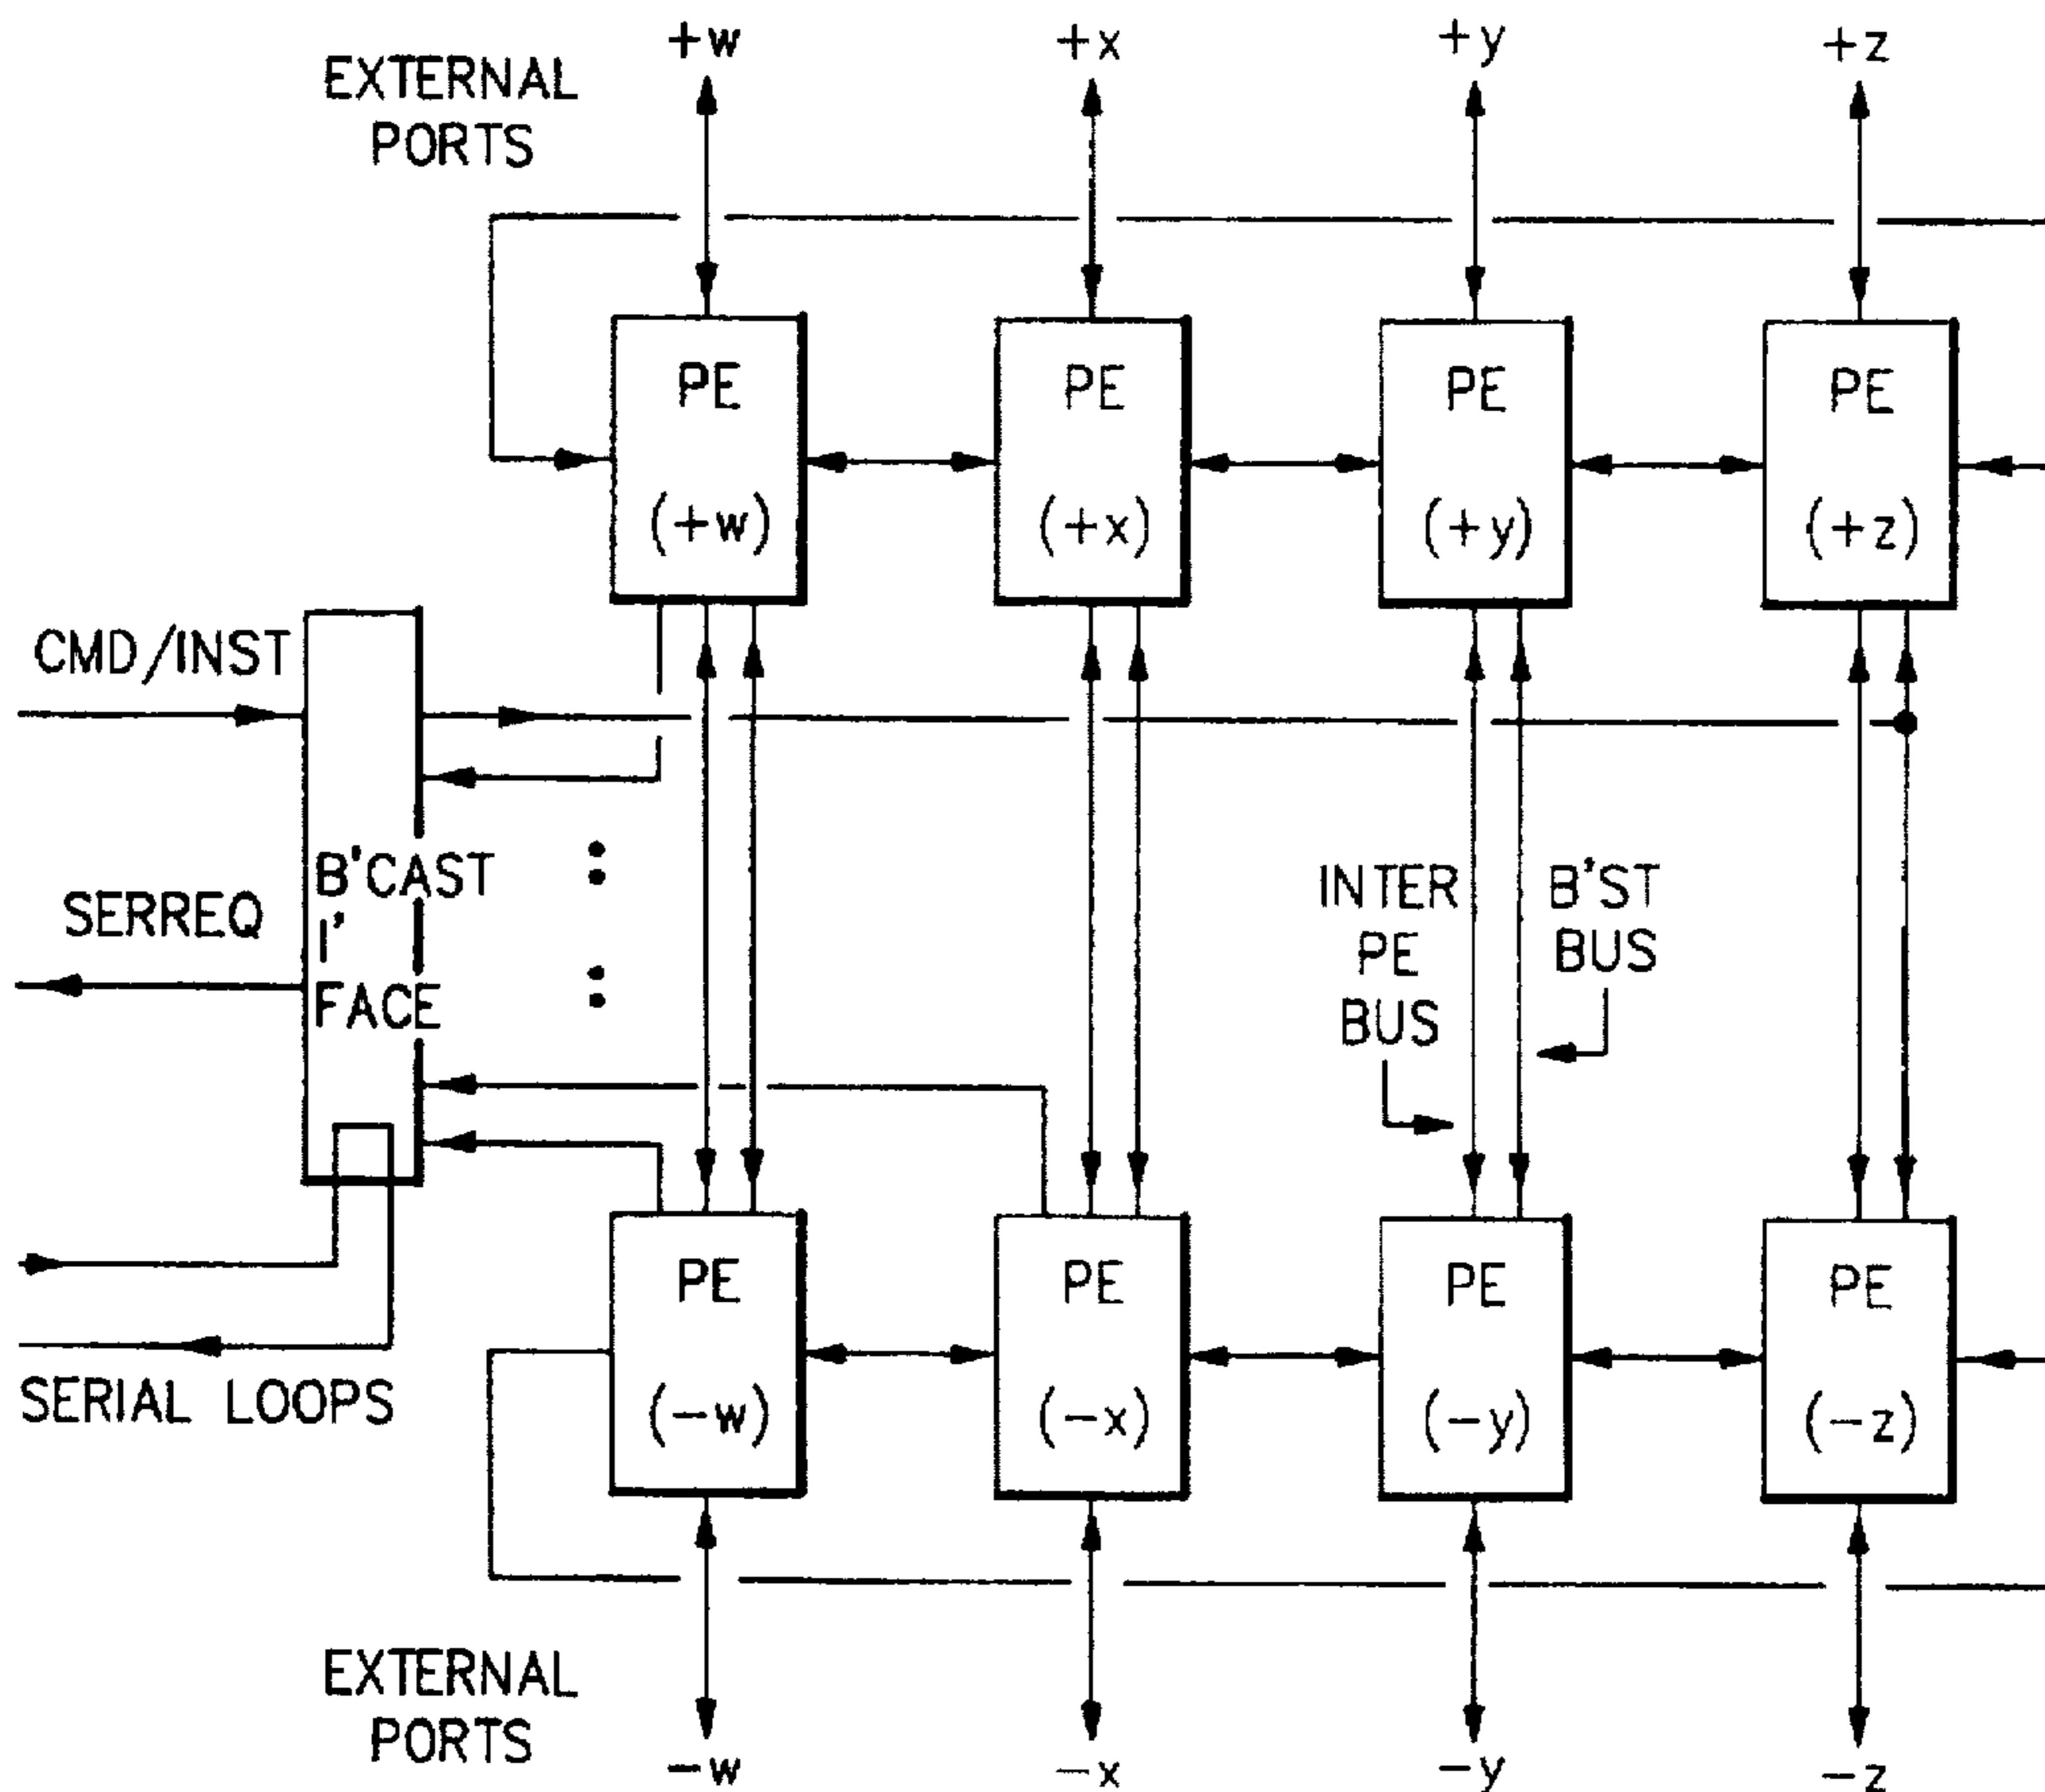 +w
+x
+y
+z
EXTERNAL
PORTS
PE
(+w)
PE
(+x)
PE
(+y)
PE
(+z)
CMD/INST
B'CAST
I'
FACE
SERREQ
INTER
PE
BUS
B'ST
BUS
SERIAL LOOPS
PE
(-w)
PE
(-x)
PE
(-y)
PE
(-z)
EXTERNAL
PORTS
-w
-x
-y
-z